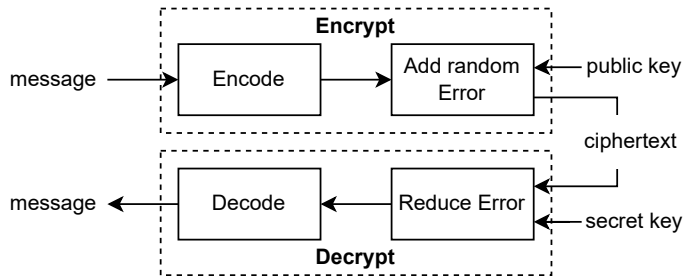 Encrypt
message
Encode
Add random
Error
public key
ciphertext
message
Decode
Reduce Error
secret key
Decrypt